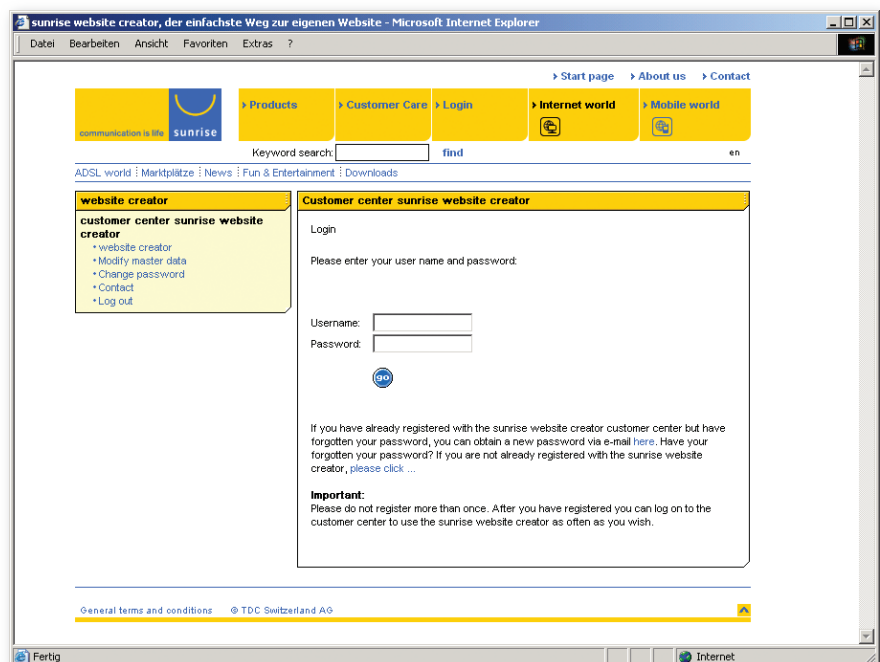 sunrise website creator, der einfachste Weg zur eigenen Website - Microsoft Internet Explorer
Datei Bearbeiten Ansicht Favoriten Extras ?
Start page About us Contact
communication is life sunrise
Products Customer Care Login Internet world Mobile world
Keyword search: find en
ADSL world Marktplätze News Fun & Entertainment Downloads
website creator
customer center sunrise website
creator
• website creator
• Modify master data
• Change password
• Contact
• Log out
Customer center sunrise website creator
Login
Please enter your user name and password:
Username:
Password:
go
If you have already registered with the sunrise website creator customer center but have
forgotten your password, you can obtain a new password via e-mail here. Have your
forgotten your password? If you are not already registered with the sunrise website
creator, please click ...
Important:
Please do not register more than once. After you have registered you can log on to the
customer center to use the sunrise website creator as often as you wish.
General terms and conditions © TDC Switzerland AG
Fertig Internet